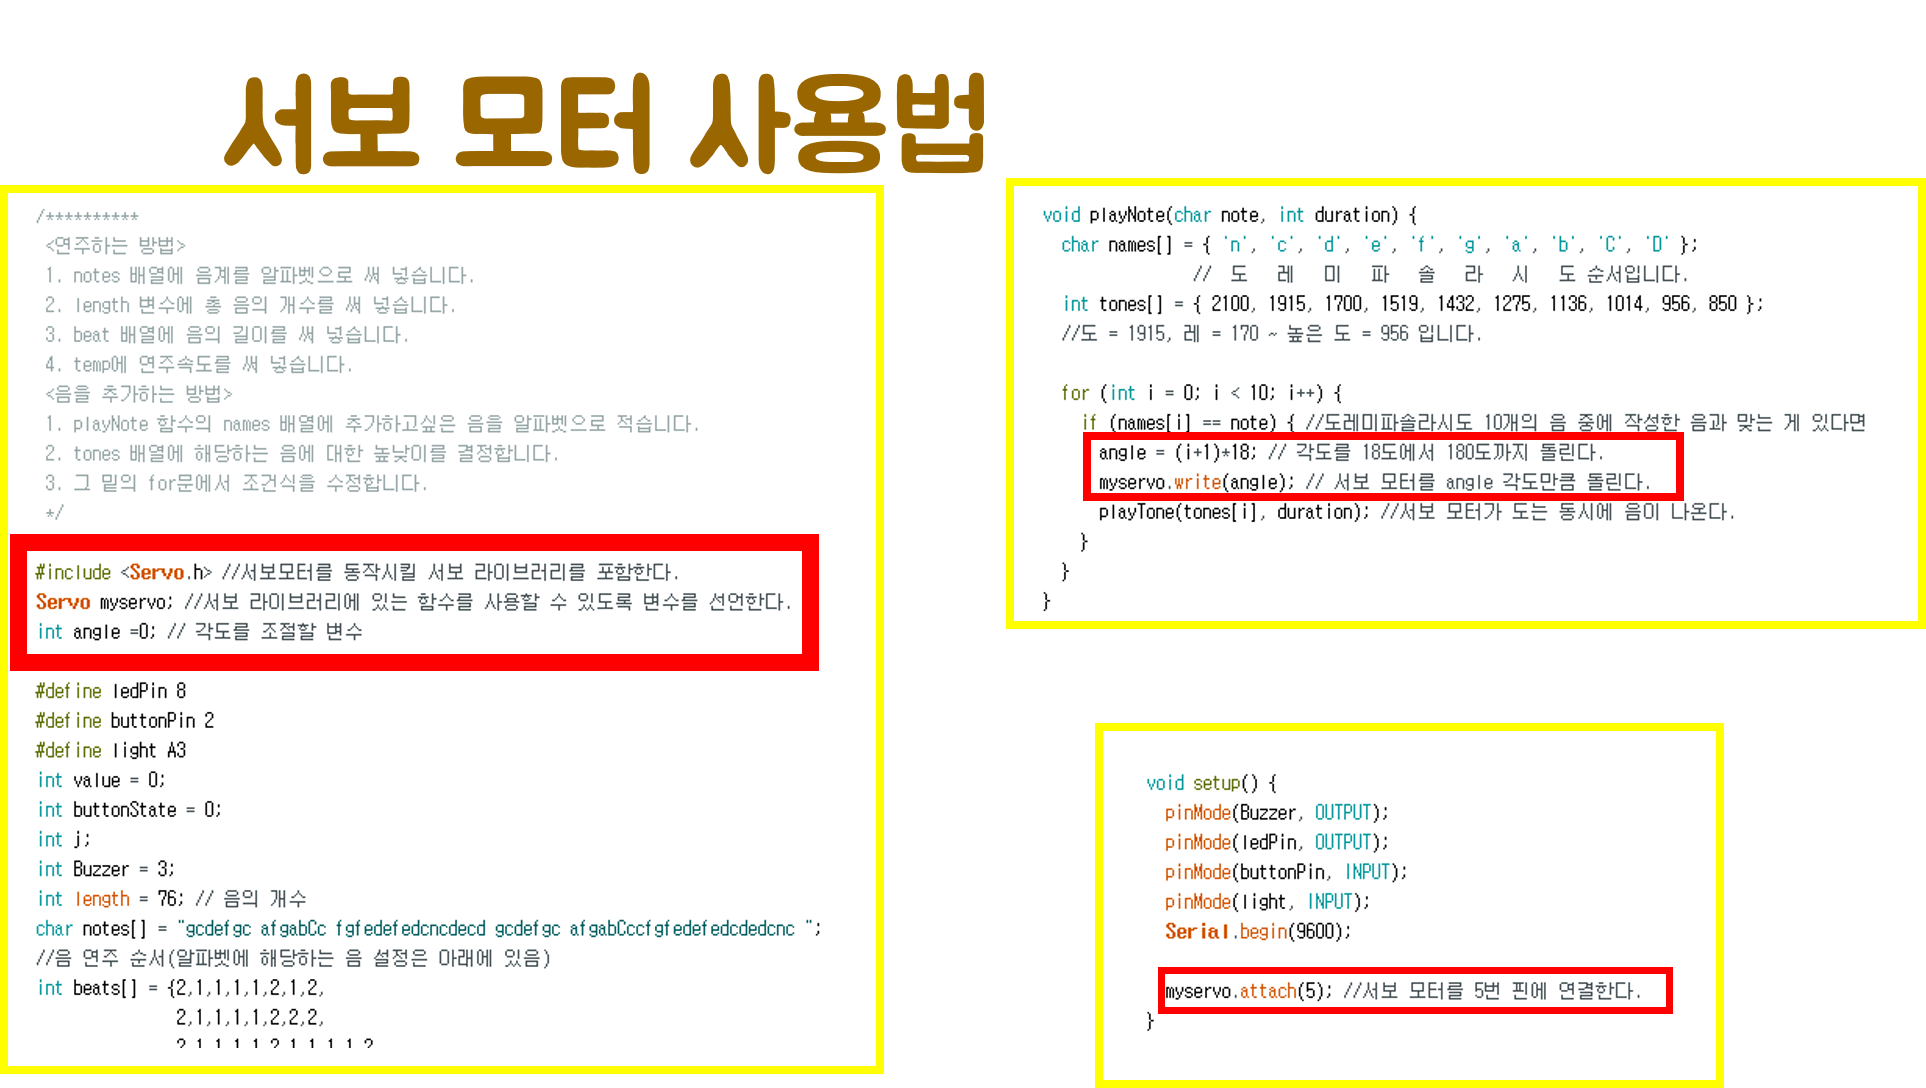 서보 모터 사용법
/**********
<연주하는 방법>
1. notes 배열에 음계를 알파벳으로 써 넣습니다.
2. length 변수에 총 음의 개수를 써 넣습니다.
3. beat 배열에 음의 길이를 써 넣습니다.
4. temp에 연주속도를 써 넣습니다.
<음을 추가하는 방법>
1. playNote 함수의 names 배열에 추가하고싶은 음을 알파벳으로 적습니다.
2. tones 배열에 해당하는 음에 대한 높낮이를 결정합니다.
3. 그 밑의 for문에서 조건식을 수정합니다.
*/
#include <Servo.h> //서보모터를 동작시킬 서보 라이브러리를 포함한다.
Servo myservo; //서보 라이브러리에 있는 함수를 사용할 수 있도록 변수를 선언한다.
int angle =0; // 각도를 조절할 변수
#define ledPin 8
#define buttonPin 2
#define light A3
int value = 0;
int buttonState = 0;
int j;
int Buzzer = 3;
int length = 76; // 음의 개수
char notes[] = "gcdefgc afgabCc fgfedefedcncdecd gcdefgc afgabCccfgfedefedcdedcnc ";
//음 연주 순서(알파벳에 해당하는 음 설정은 아래에 있음)
int beats[] = {2,1,1,1,1,2,1,2,
2,1,1,1,1,2,2,2,
2,1,1,1,1,2,1,1,1,1,2
void playNote(char note, int duration) {
char names[] = { 'n', 'c', 'd', 'e', 'f', 'g', 'a', 'b', 'C', 'D' };
// 도 레 미 파 솔 라 시 도 순서입니다.
int tones[] = { 2100, 1915, 1700, 1519, 1432, 1275, 1136, 1014, 956, 850 };
//도 = 1915, 레 = 170 ~ 높은 도 = 956 입니다.
for (int i = 0; i < 10; i++) {
if (names[i] == note) { //도레미파솔라시도 10개의 음 중에 작성한 음과 맞는 게 있다면
angle = (i+1)*18; // 각도를 18도에서 180도까지 돌린다.
myservo.write(angle); // 서보 모터를 angle 각도만큼 돌린다.
playTone(tones[i], duration); //서보 모터가 도는 동시에 음이 나온다.
}
}
}
void setup() {
pinMode(Buzzer, OUTPUT);
pinMode(ledPin, OUTPUT);
pinMode(buttonPin, INPUT);
pinMode(light, INPUT);
Serial.begin(9600);
myservo.attach(5); //서보 모터를 5번 핀에 연결한다.
}